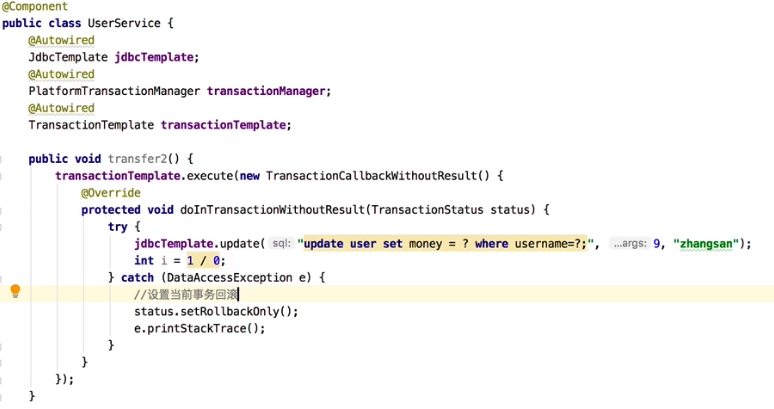 @Component
public class UserService {
    @Autowired
    JdbcTemplate jdbcTemplate;
    @Autowired
    PlatformTransactionManager transactionManager;
    @Autowired
    TransactionTemplate transactionTemplate;

    public void transfer2() {
        transactionTemplate.execute(new TransactionCallbackWithoutResult() {
            @Override
            protected void doInTransactionWithoutResult(TransactionStatus status) {
                try {
                    jdbcTemplate.update( sql: "update user set money = ? where username=?;", ...args: 9, "zhangsan");
                    int i = 1 / 0;
                } catch (DataAccessException e) {
                    //设置当前事务回滚
                    status.setRollbackOnly();
                    e.printStackTrace();
                }
            }
        });
    }